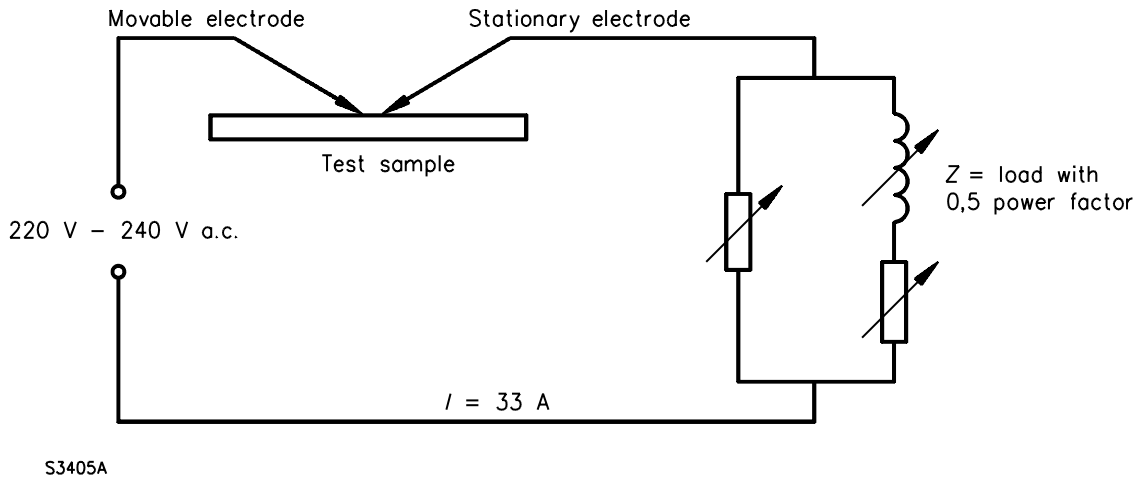 Movable electrode
Stationary electrode
Test sample
Z = load with
0,5 power factor
220 V – 240 V a.c.
I = 33 A
S3405A